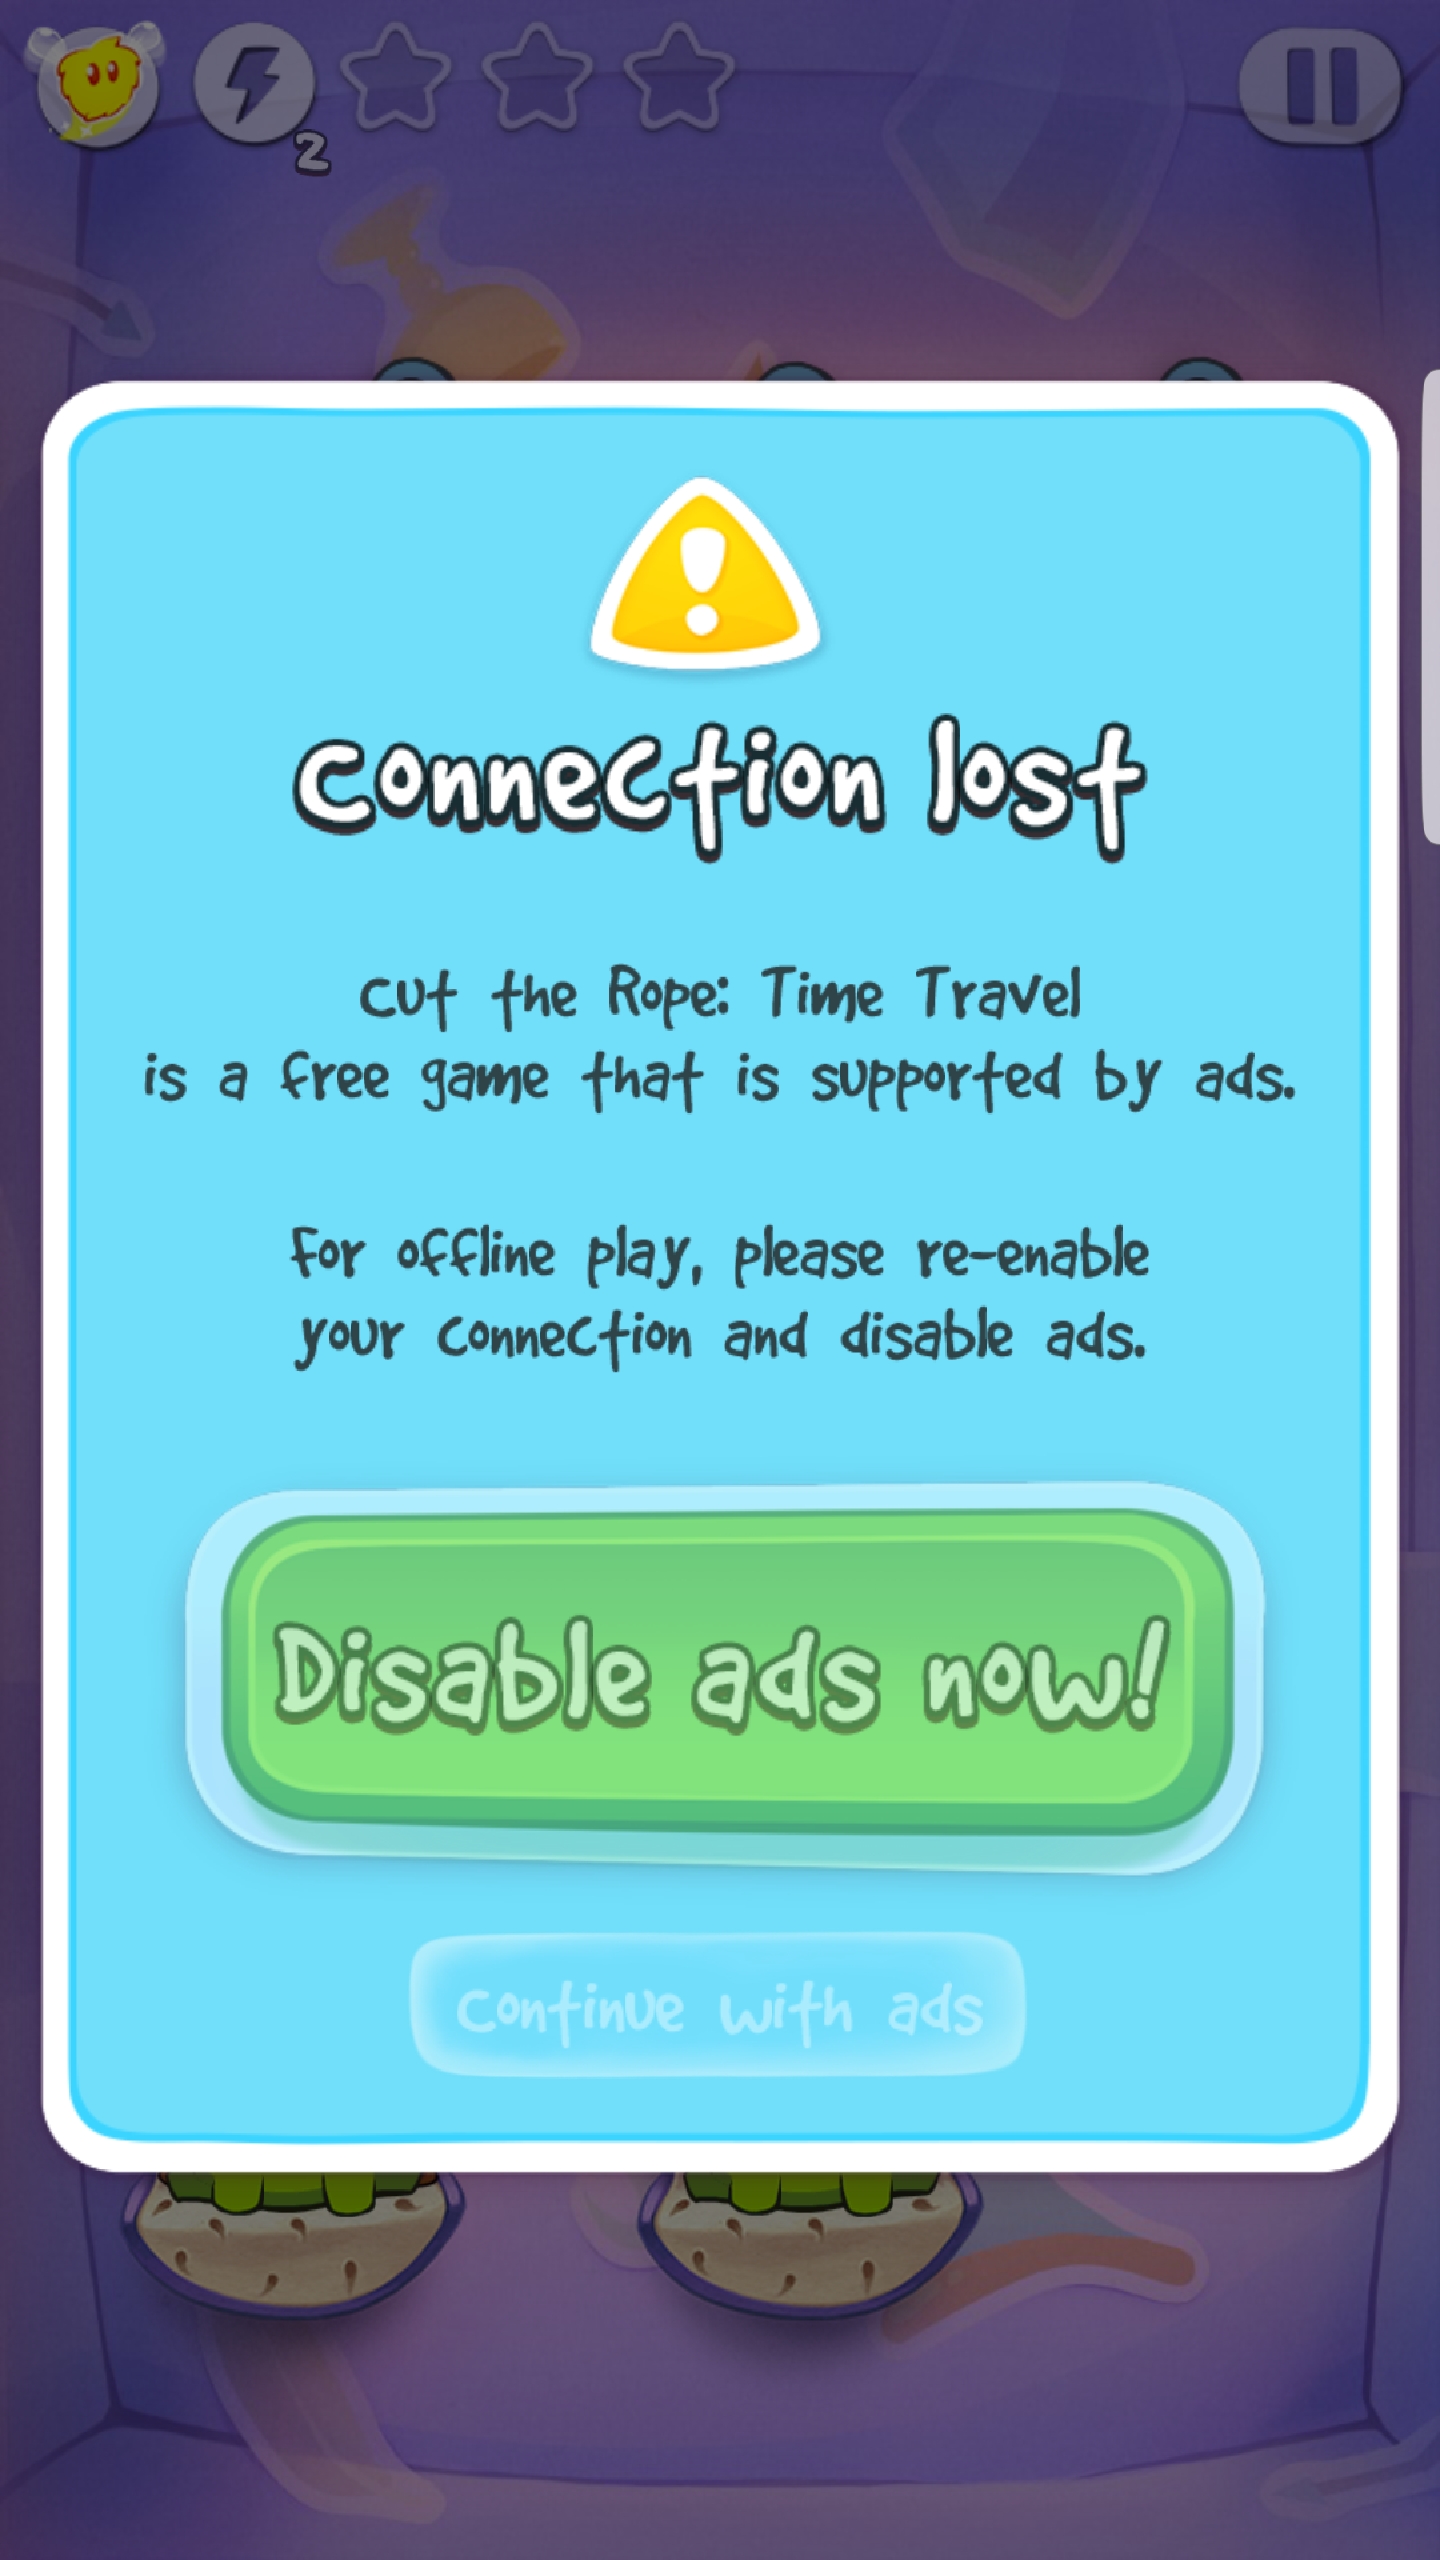 2
Connection lost
Cut the Rope: Time Travel
is a free game that is supported by ads.
For offline play, please re-enable
your connection and disable ads.
Disable ads now!
Continue with ads